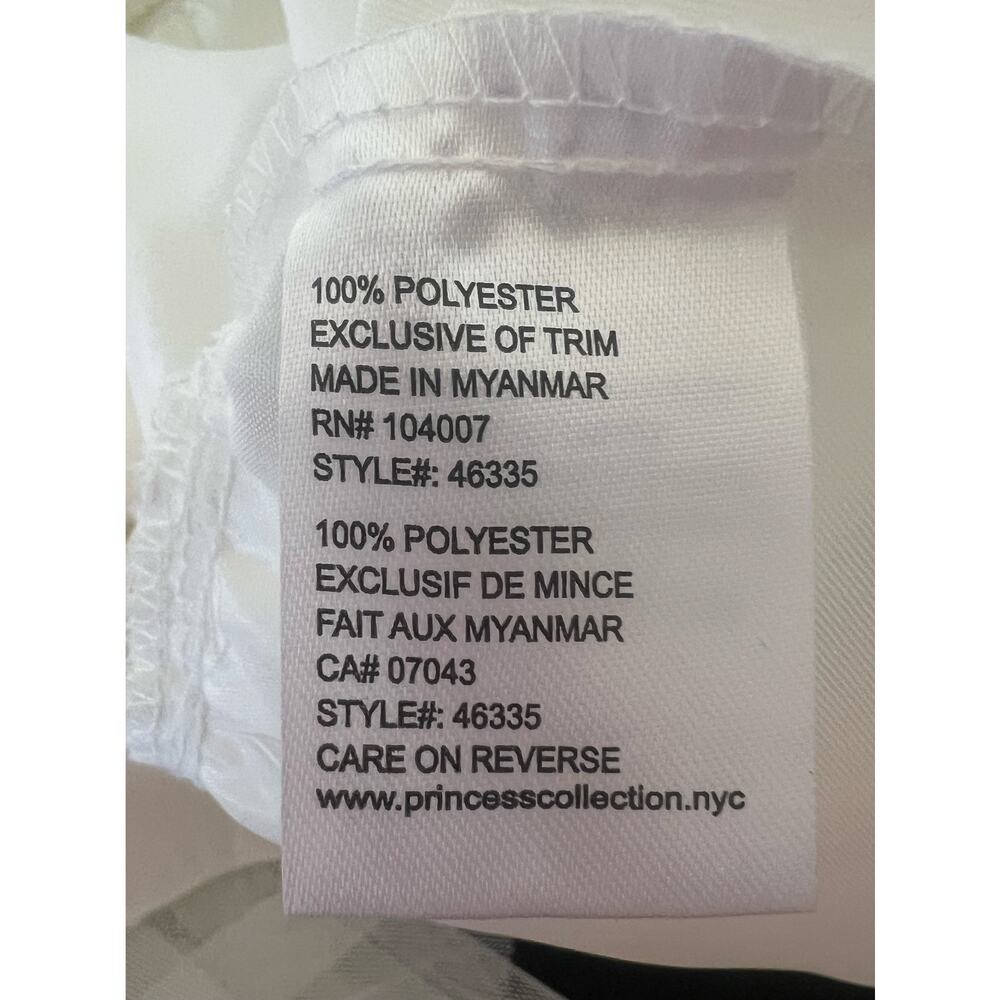 100% POLYESTER
EXCLUSIVE OF TRIM
MADE IN MYANMAR
RN# 104007
STYLE#: 46335
100% POLYESTER
EXCLUSIF DE MINCE
FAIT AUX MYANMAR
CA# 07043
STYLE#: 46335
CARE ON REVERSE
www.princesscollection.nyc